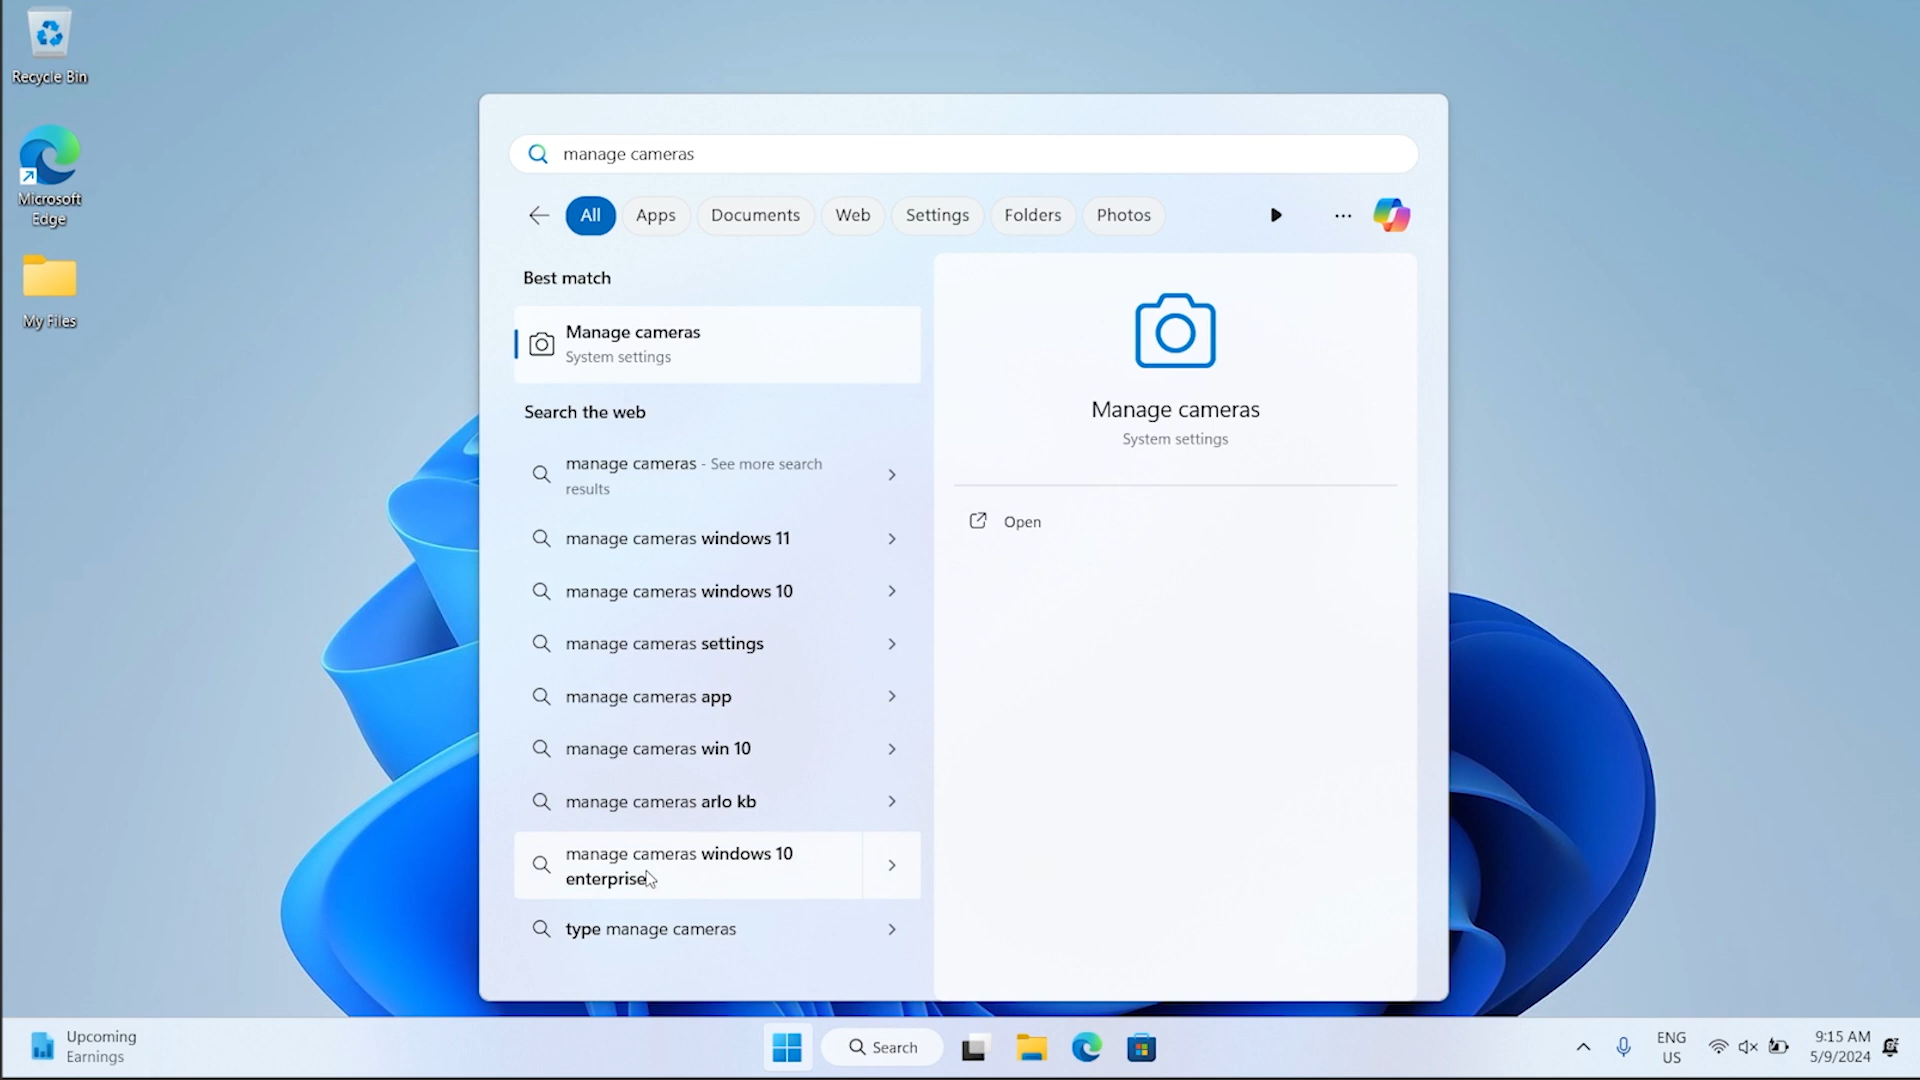 Recycle Bin
Microsoft
Edge
My Files
manage cameras
All
Apps
Documents
Web
Settings
Folders
Photos
Best match
Manage cameras
System settings
Search the web
manage cameras - See more search
results
manage cameras windows 11
manage cameras windows 10
manage cameras settings
manage cameras app
manage cameras win 10
manage cameras arlo kb
manage cameras windows 10
enterprise
type manage cameras
Manage cameras
System settings
Open
Upcoming
Earnings
Search
ENG
US
9:15 AM
5/9/2024